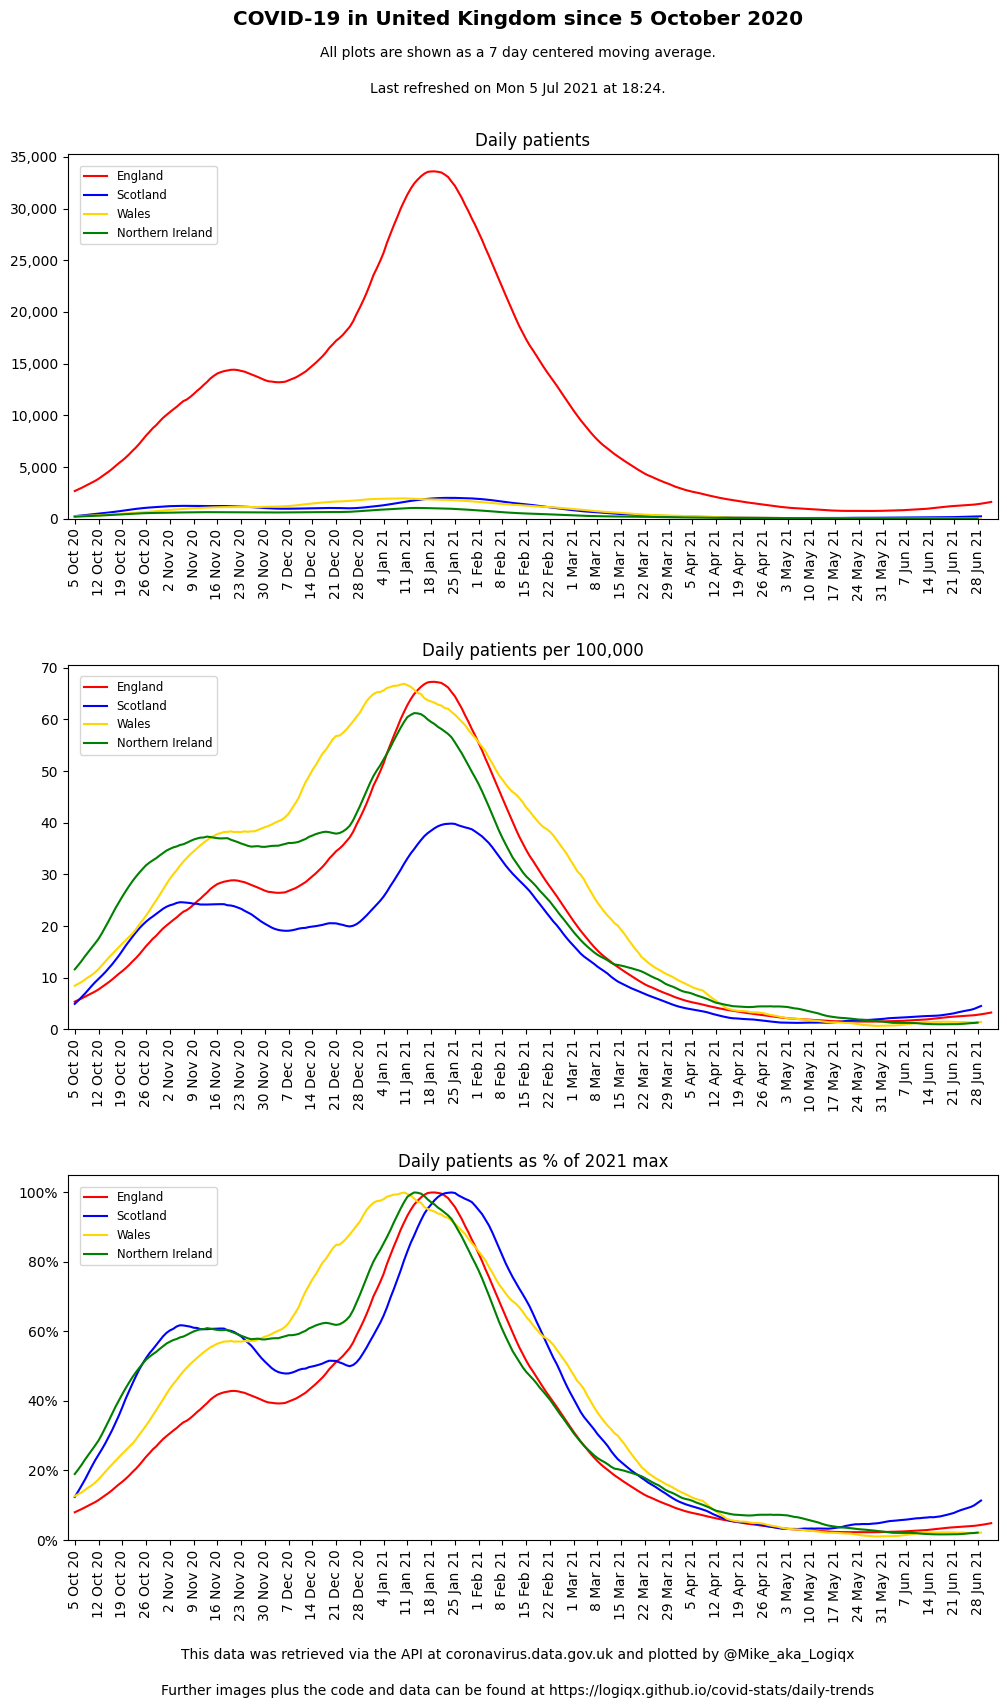 COVID-19 in United Kingdom since 5 October 2020
All plots are shown as a 7 day centered moving average.
Last refreshed on Mon 5 Jul 2021 at 18:24.
Daily patients
35,000
30,000
25,000
20,000
15,000
10,000
5,000
0
England
Scotland
Wales
Northern Ireland
5 Oct 20
12 Oct 20
19 Oct 20
26 Oct 20
2 Nov 20
9 Nov 20
16 Nov 20
23 Nov 20
30 Nov 20
7 Dec 20
14 Dec 20
21 Dec 20
28 Dec 20
4 Jan 21
11 Jan 21
18 Jan 21
25 Jan 21
1 Feb 21
8 Feb 21
15 Feb 21
22 Feb 21
1 Mar 21
8 Mar 21
15 Mar 21
22 Mar 21
29 Mar 21
5 Apr 21
12 Apr 21
19 Apr 21
26 Apr 21
3 May 21
10 May 21
17 May 21
24 May 21
31 May 21
7 Jun 21
14 Jun 21
21 Jun 21
28 Jun 21
Daily patients per 100,000
70
60
50
40
30
20
10
0
England
Scotland
Wales
Northern Ireland
5 Oct 20
12 Oct 20
19 Oct 20
26 Oct 20
2 Nov 20
9 Nov 20
16 Nov 20
23 Nov 20
30 Nov 20
7 Dec 20
14 Dec 20
21 Dec 20
28 Dec 20
4 Jan 21
11 Jan 21
18 Jan 21
25 Jan 21
1 Feb 21
8 Feb 21
15 Feb 21
22 Feb 21
1 Mar 21
8 Mar 21
15 Mar 21
22 Mar 21
29 Mar 21
5 Apr 21
12 Apr 21
19 Apr 21
26 Apr 21
3 May 21
10 May 21
17 May 21
24 May 21
31 May 21
7 Jun 21
14 Jun 21
21 Jun 21
28 Jun 21
Daily patients as % of 2021 max
100%
80%
60%
40%
20%
0%
England
Scotland
Wales
Northern Ireland
5 Oct 20
12 Oct 20
19 Oct 20
26 Oct 20
2 Nov 20
9 Nov 20
16 Nov 20
23 Nov 20
30 Nov 20
7 Dec 20
14 Dec 20
21 Dec 20
28 Dec 20
4 Jan 21
11 Jan 21
18 Jan 21
25 Jan 21
1 Feb 21
8 Feb 21
15 Feb 21
22 Feb 21
1 Mar 21
8 Mar 21
15 Mar 21
22 Mar 21
29 Mar 21
5 Apr 21
12 Apr 21
19 Apr 21
26 Apr 21
3 May 21
10 May 21
17 May 21
24 May 21
31 May 21
7 Jun 21
14 Jun 21
21 Jun 21
28 Jun 21
This data was retrieved via the API at coronavirus.data.gov.uk and plotted by @Mike_aka_Logiqx
Further images plus the code and data can be found at https://logiqx.github.io/covid-stats/daily-trends